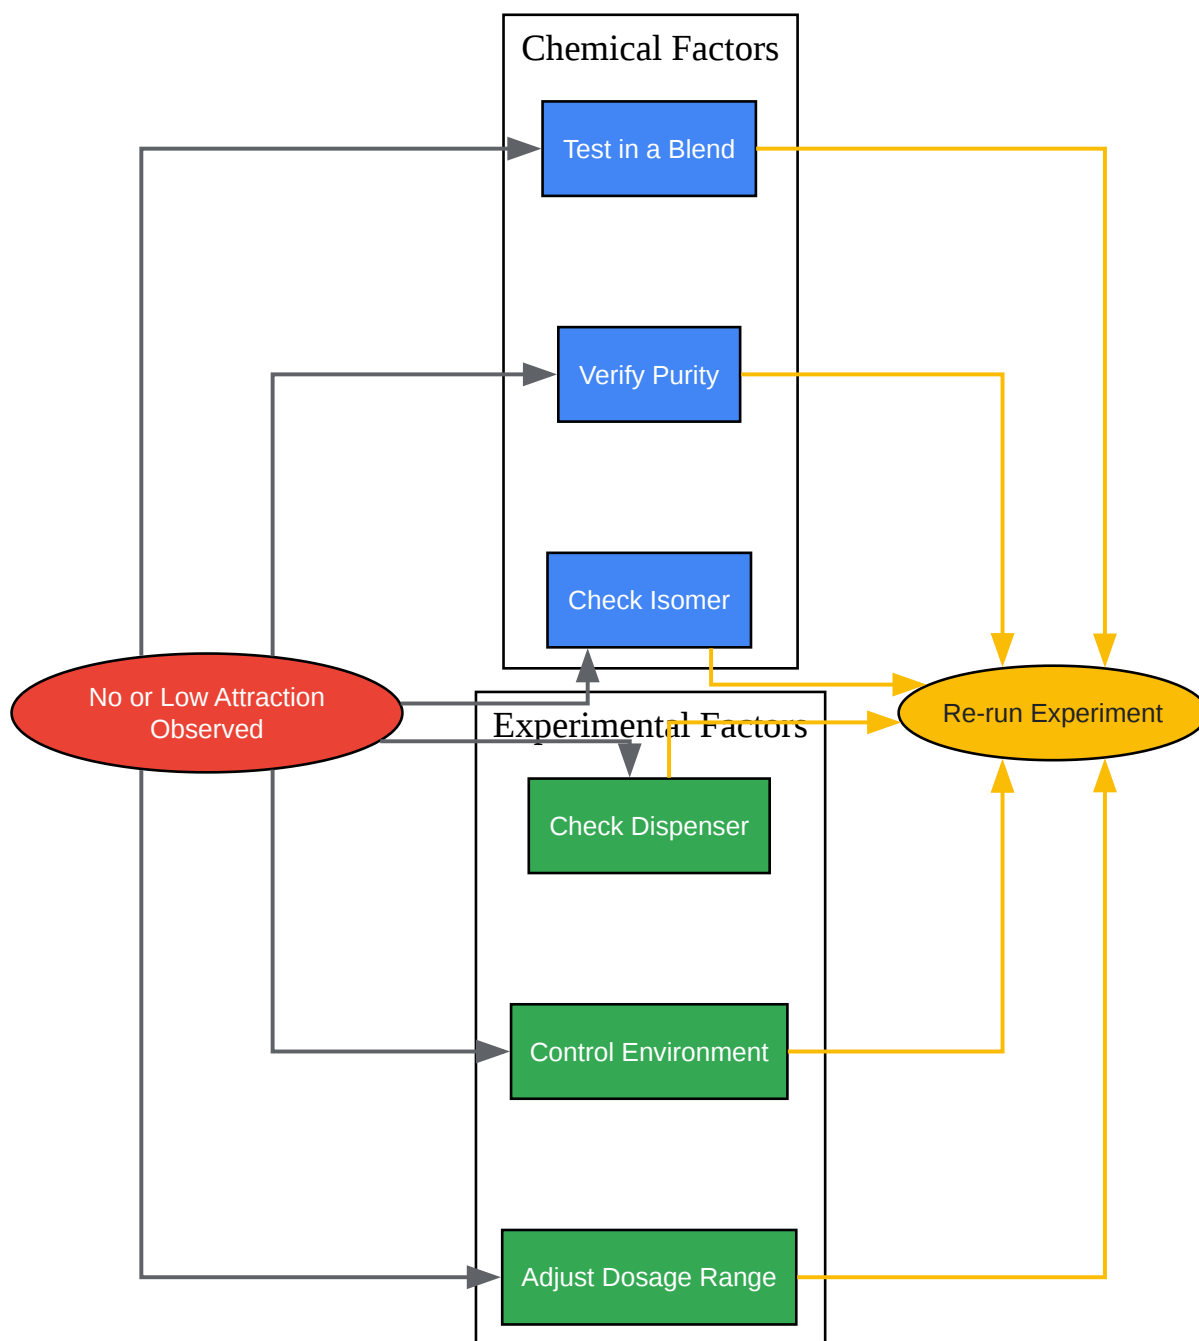 Chemical Factors
Test in a Blend
Verify Purity
Check Isomer
No or Low Attraction
Observed
Re-run Experiment
Experimental Factors
Check Dispenser
Control Environment
Adjust Dosage Range